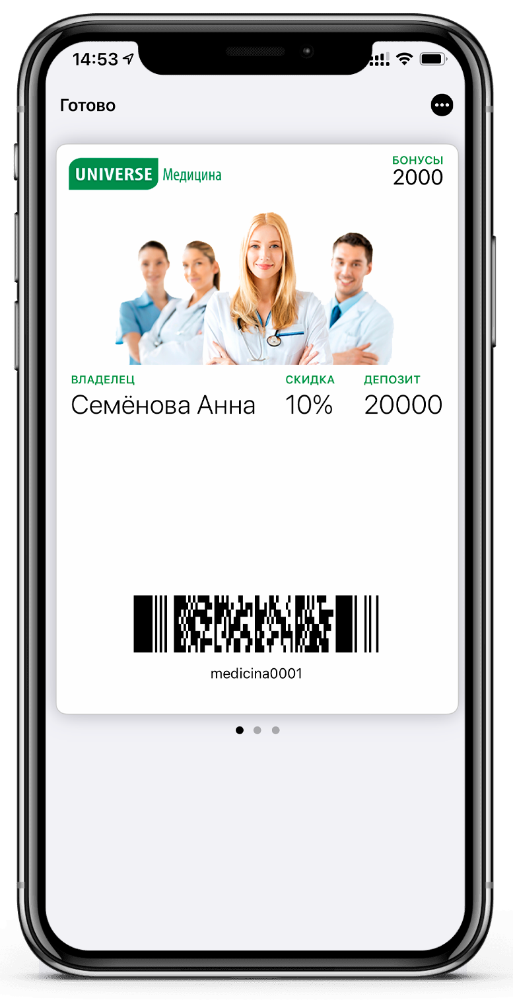 14:53
Готово
UNIVERSE Медицина
БОНУСЫ
2000
ВЛАДЕЛЕЦ СКИДКА ДЕПОЗИТ
Семёнова Анна 10% 20000
medicina0001